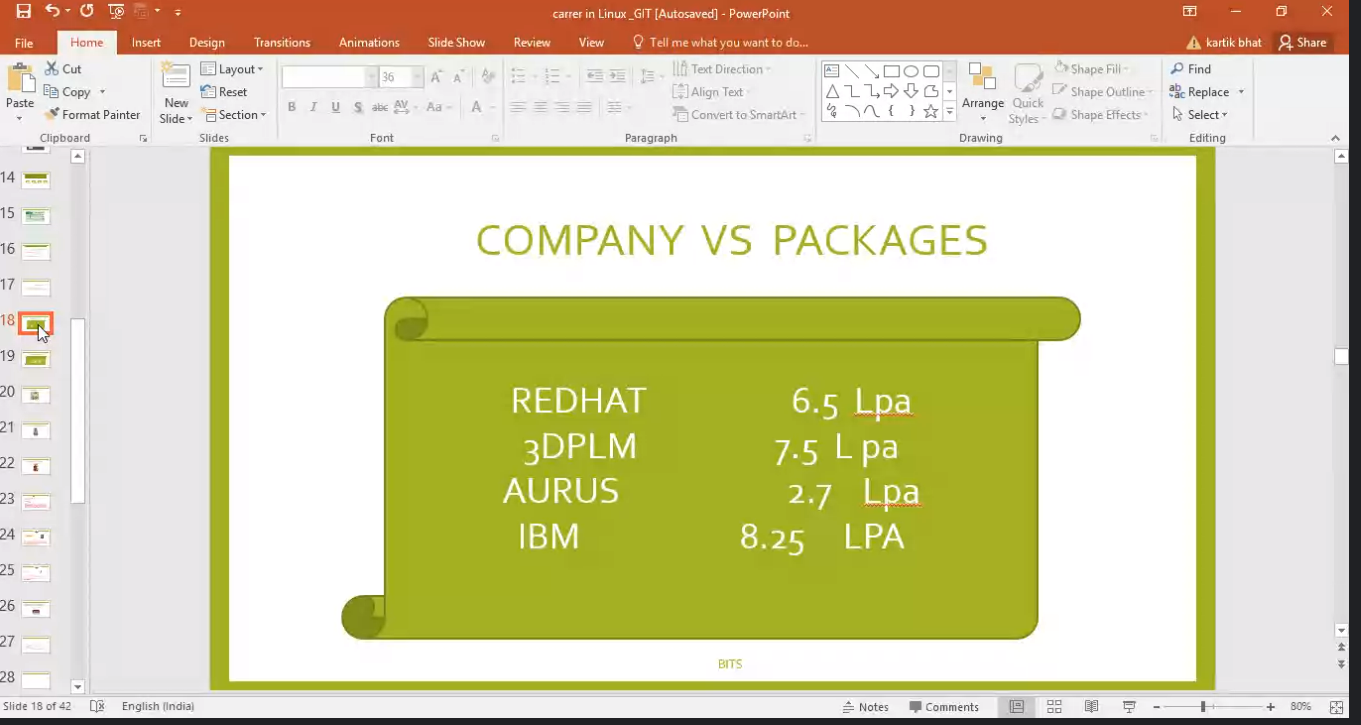 carrer in Linux _GIT [Autosaved] - PowerPoint
File Home Insert Design Transitions Animations Slide Show Review View Tell me what you want to do... kartik bhat Share
Paste
Cut
Copy
Format Painter
Clipboard
New
Slide
Layout
Reset
Section
Slides
36
B I U S abc AV Aa A
Font
Text Direction
Align Text
Convert to SmartArt
Paragraph
Arrange
Quick
Styles
Shape Fill
Shape Outline
Shape Effects
Drawing
Find
Replace
Select
Editing
14
15
16
17
18
19
20
21
22
23
24
25
26
27
28
COMPANY VS PACKAGES
REDHAT 6.5 Lpa
3DPLM 7.5 L pa
AURUS 2.7 Lpa
IBM 8.25 LPA
BITS
Slide 18 of 42 English (India) Notes Comments 80%